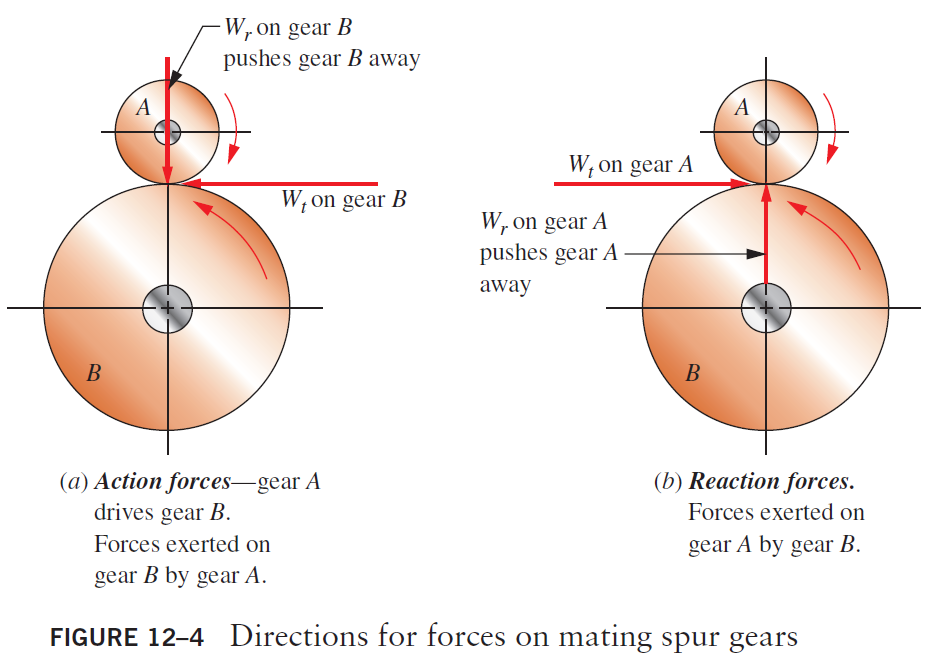 W_r on gear B
pushes gear B away
A
W_t on gear B
B
(a) Action forces—gear A
drives gear B.
Forces exerted on
gear B by gear A.
A
W_t on gear A
W_r on gear A
pushes gear A
away
B
(b) Reaction forces.
Forces exerted on
gear A by gear B.
FIGURE 12–4 Directions for forces on mating spur gears